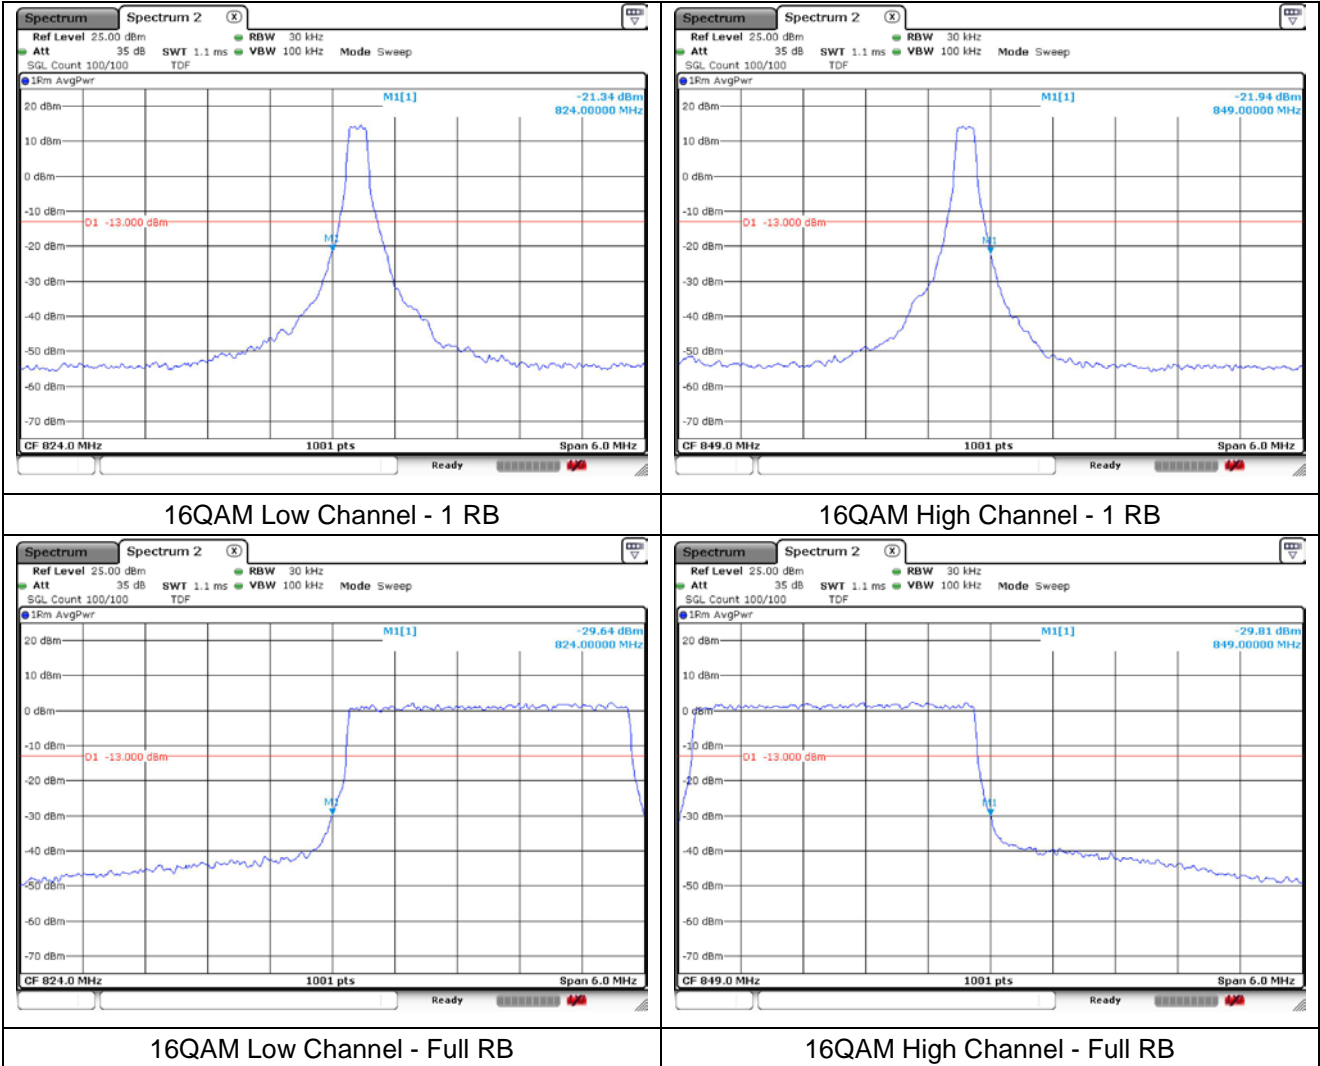 Spectrum Spectrum 2 X
Ref Level 25.00 dBm RBW 30 kHz
Att 35 dB SWT 1.1 ms VBW 100 kHz Mode Sweep
SGL Count 100/100 TDF
1Rm AvgPwr
M1[1] -21.34 dBm
824.00000 MHz
20 dBm
10 dBm
0 dBm
-10 dBm
D1 -13.000 dBm
M1
-20 dBm
-30 dBm
-40 dBm
-50 dBm
-60 dBm
-70 dBm
CF 824.0 MHz 1001 pts Span 6.0 MHz
Ready
16QAM Low Channel - 1 RB
Spectrum Spectrum 2 X
Ref Level 25.00 dBm RBW 30 kHz
Att 35 dB SWT 1.1 ms VBW 100 kHz Mode Sweep
SGL Count 100/100 TDF
1Rm AvgPwr
M1[1] -21.94 dBm
849.00000 MHz
20 dBm
10 dBm
0 dBm
-10 dBm
D1 -13.000 dBm
M1
-20 dBm
-30 dBm
-40 dBm
-50 dBm
-60 dBm
-70 dBm
CF 849.0 MHz 1001 pts Span 6.0 MHz
Ready
16QAM High Channel - 1 RB
Spectrum Spectrum 2 X
Ref Level 25.00 dBm RBW 30 kHz
Att 35 dB SWT 1.1 ms VBW 100 kHz Mode Sweep
SGL Count 100/100 TDF
1Rm AvgPwr
M1[1] -29.64 dBm
824.00000 MHz
20 dBm
10 dBm
0 dBm
-10 dBm
D1 -13.000 dBm
-20 dBm
M1
-30 dBm
-40 dBm
-50 dBm
-60 dBm
-70 dBm
CF 824.0 MHz 1001 pts Span 6.0 MHz
Ready
16QAM Low Channel - Full RB
Spectrum Spectrum 2 X
Ref Level 25.00 dBm RBW 30 kHz
Att 35 dB SWT 1.1 ms VBW 100 kHz Mode Sweep
SGL Count 100/100 TDF
1Rm AvgPwr
M1[1] -29.81 dBm
849.00000 MHz
20 dBm
10 dBm
0 dBm
-10 dBm
D1 -13.000 dBm
-20 dBm
M1
-30 dBm
-40 dBm
-50 dBm
-60 dBm
-70 dBm
CF 849.0 MHz 1001 pts Span 6.0 MHz
Ready
16QAM High Channel - Full RB